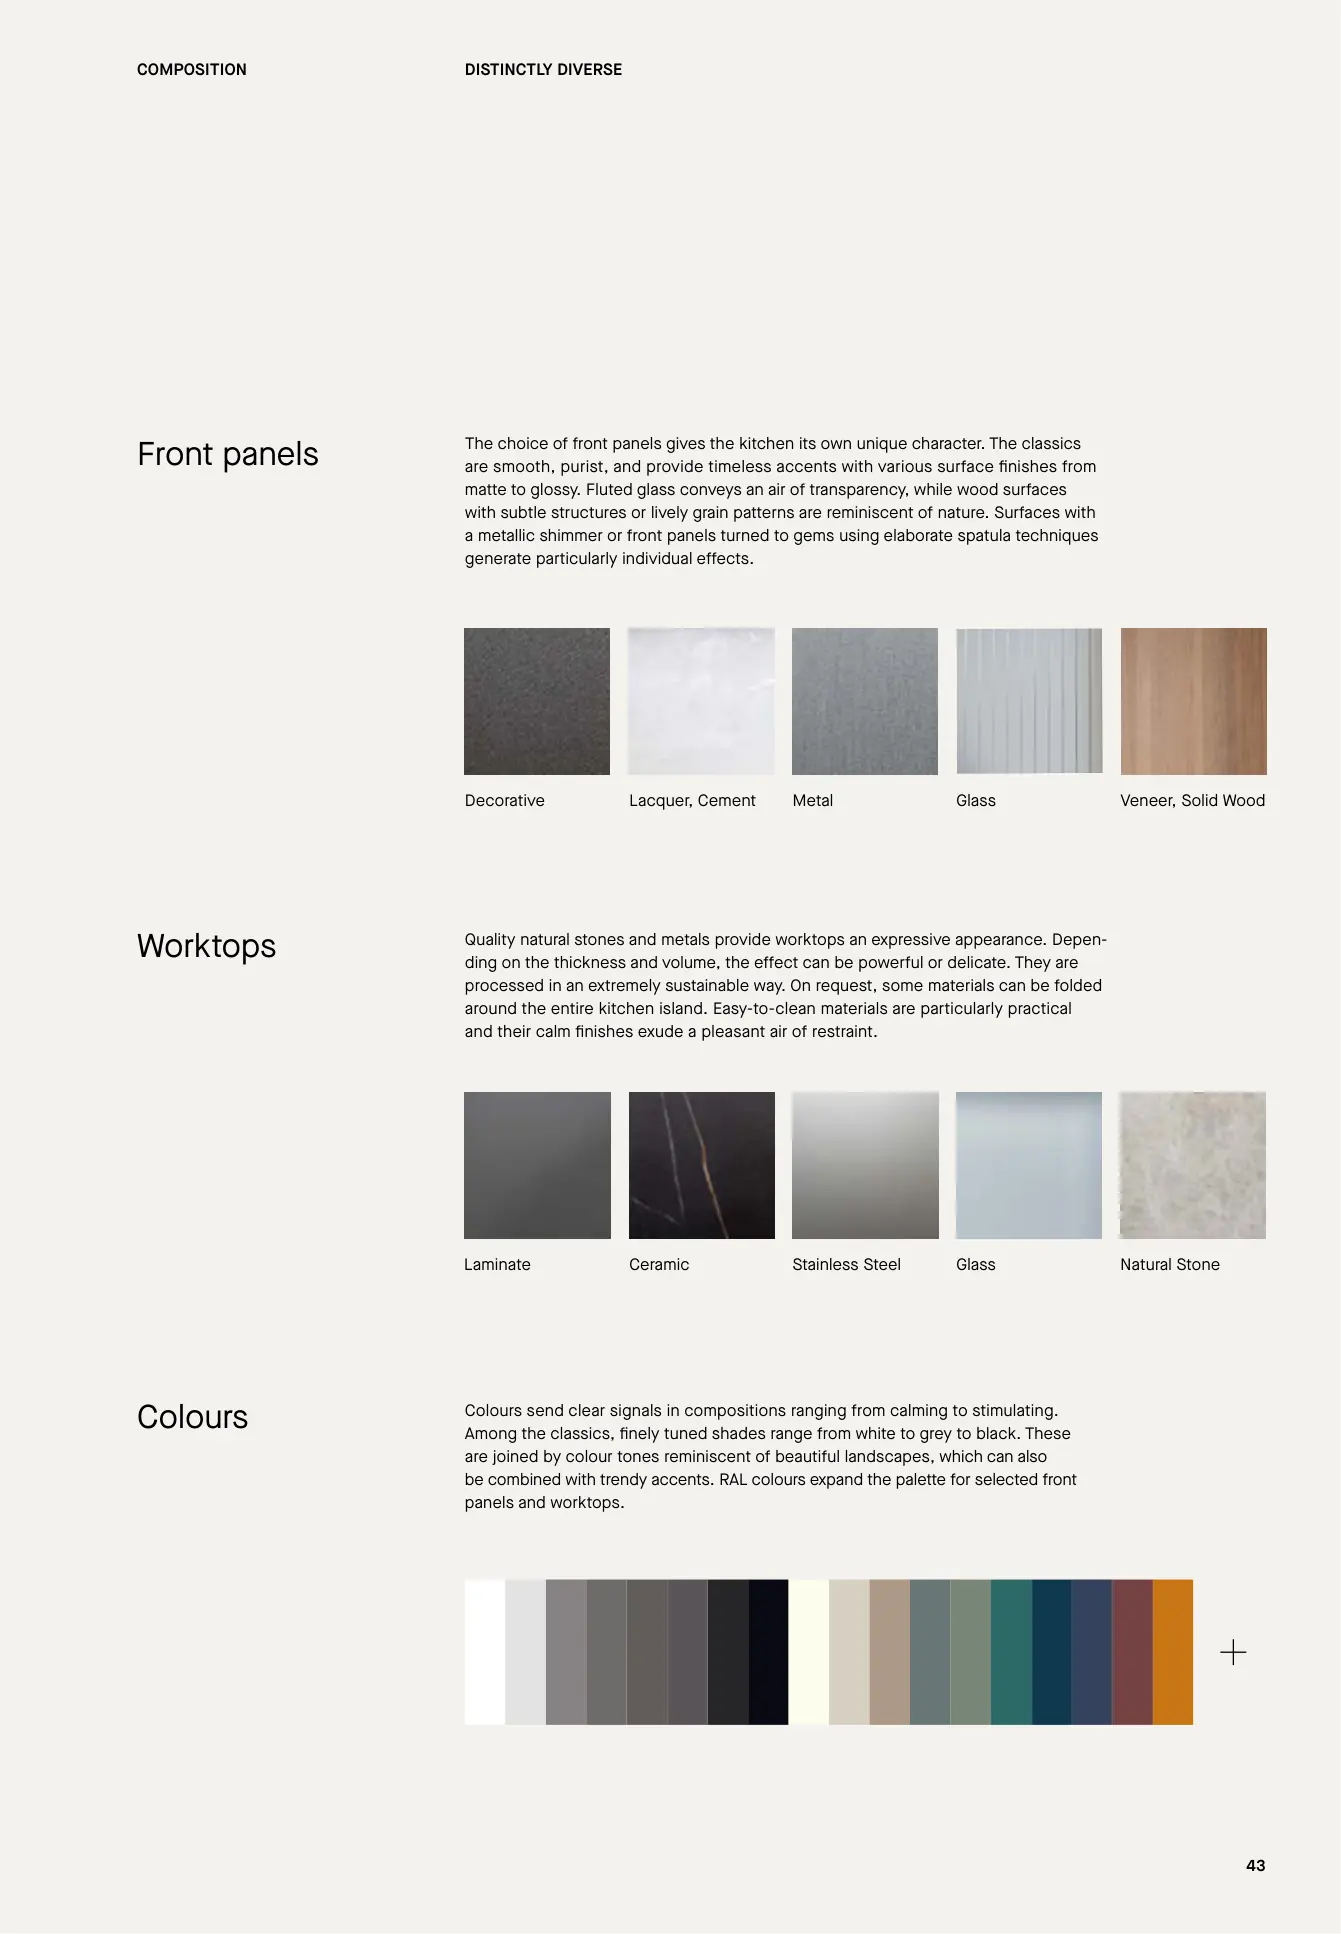 COMPOSITION
DISTINCTLY DIVERSE
Front panels
The choice of front panels gives the kitchen its own unique character. The classics
are smooth, purist, and provide timeless accents with various surface finishes from
matte to glossy. Fluted glass conveys an air of transparency, while wood surfaces
with subtle structures or lively grain patterns are reminiscent of nature. Surfaces with
a metallic shimmer or front panels turned to gems using elaborate spatula techniques
generate particularly individual effects.
Decorative
Lacquer, Cement
Metal
Glass
Veneer, Solid Wood
Worktops
Quality natural stones and metals provide worktops an expressive appearance. Depen-
ding on the thickness and volume, the effect can be powerful or delicate. They are
processed in an extremely sustainable way. On request, some materials can be folded
around the entire kitchen island. Easy-to-clean materials are particularly practical
and their calm finishes exude a pleasant air of restraint.
Laminate
Ceramic
Stainless Steel
Glass
Natural Stone
Colours
Colours send clear signals in compositions ranging from calming to stimulating.
Among the classics, finely tuned shades range from white to grey to black. These
are joined by colour tones reminiscent of beautiful landscapes, which can also
be combined with trendy accents. RAL colours expand the palette for selected front
panels and worktops.
43